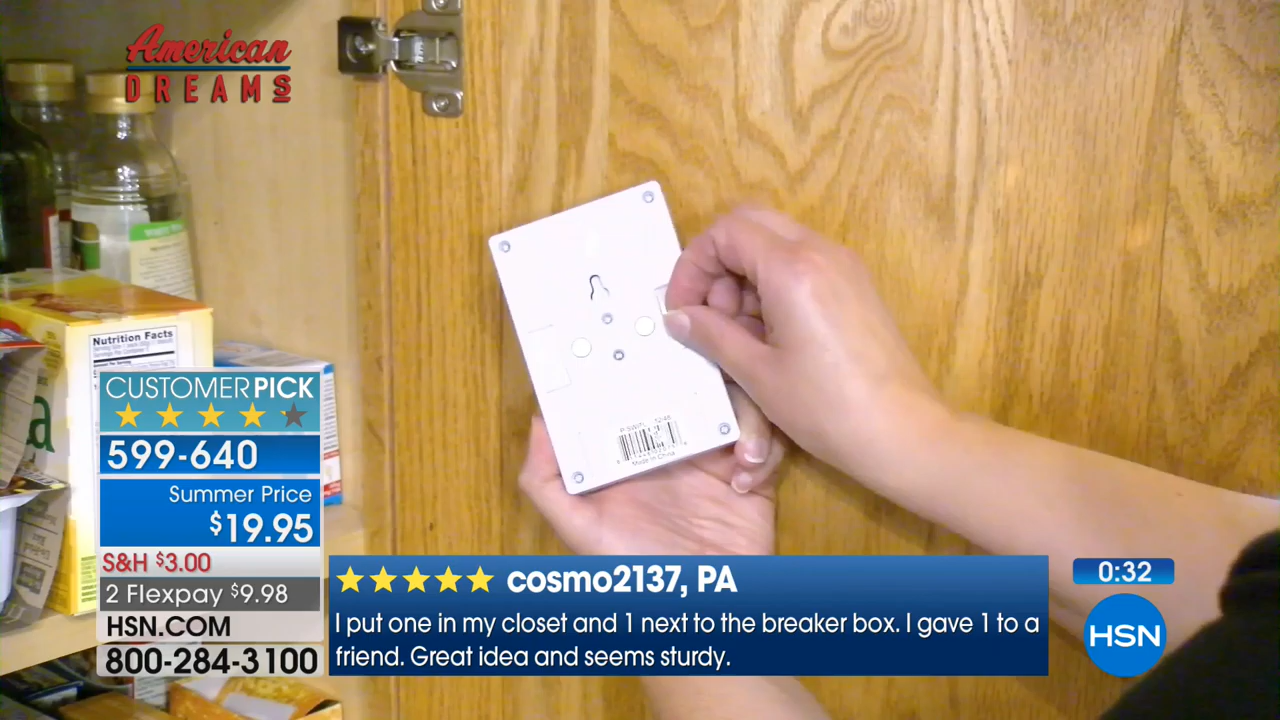 American
DREAMS
Nutrition Facts
CUSTOMER PICK
599-640
Summer Price
$19.95
S&H $3.00
2 Flexpay $9.98
HSN.COM
800-284-3100
Made in China
cosmo2137, PA
I put one in my closet and 1 next to the breaker box. I gave 1 to a
friend. Great idea and seems sturdy.
0:32
HSN